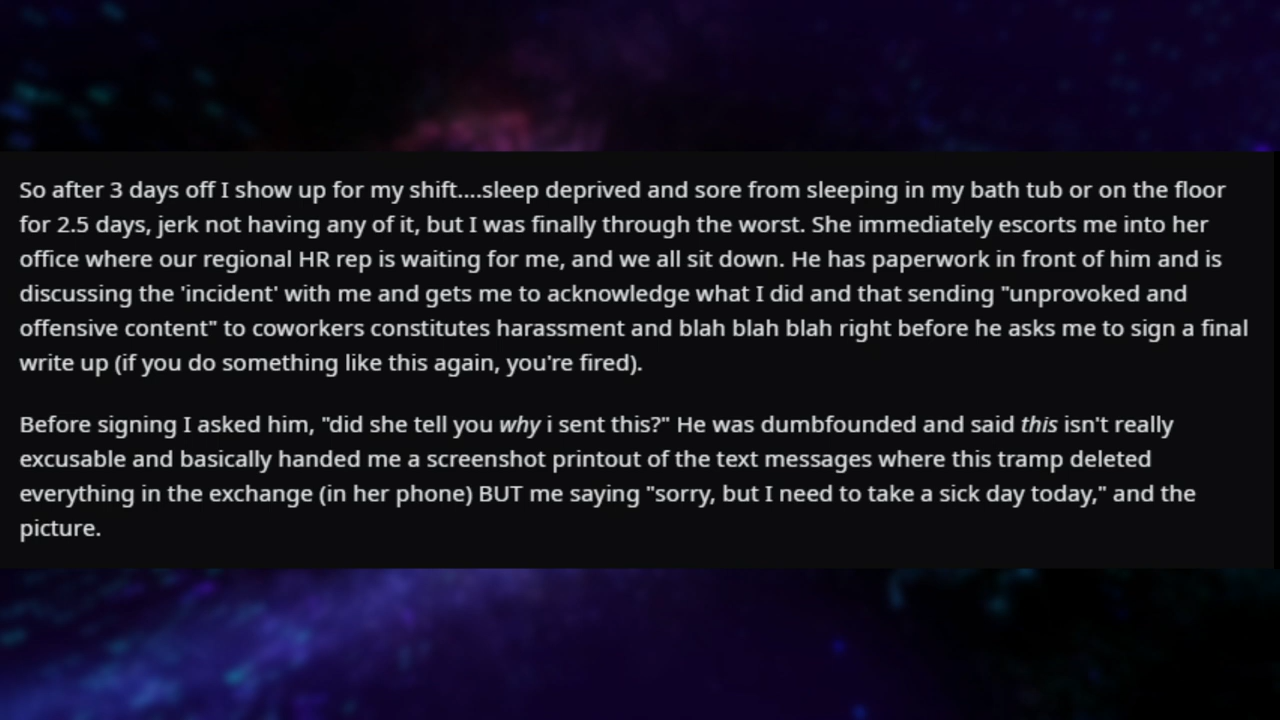 So after 3 days off I show up for my shift....sleep deprived and sore from sleeping in my bath tub or on the floor
for 2.5 days, jerk not having any of it, but I was finally through the worst. She immediately escorts me into her
office where our regional HR rep is waiting for me, and we all sit down. He has paperwork in front of him and is
discussing the 'incident' with me and gets me to acknowledge what I did and that sending "unprovoked and
offensive content" to coworkers constitutes harassment and blah blah blah right before he asks me to sign a final
write up (if you do something like this again, you're fired).
Before signing I asked him, "did she tell you why i sent this?" He was dumbfounded and said this isn't really
excusable and basically handed me a screenshot printout of the text messages where this tramp deleted
everything in the exchange (in her phone) BUT me saying "sorry, but I need to take a sick day today," and the
picture.